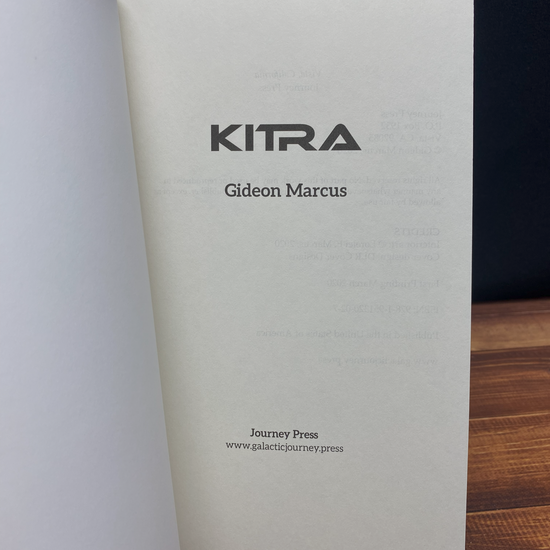 KITRA
Gideon Marcus
Journey Press
www.galacticjourney.press